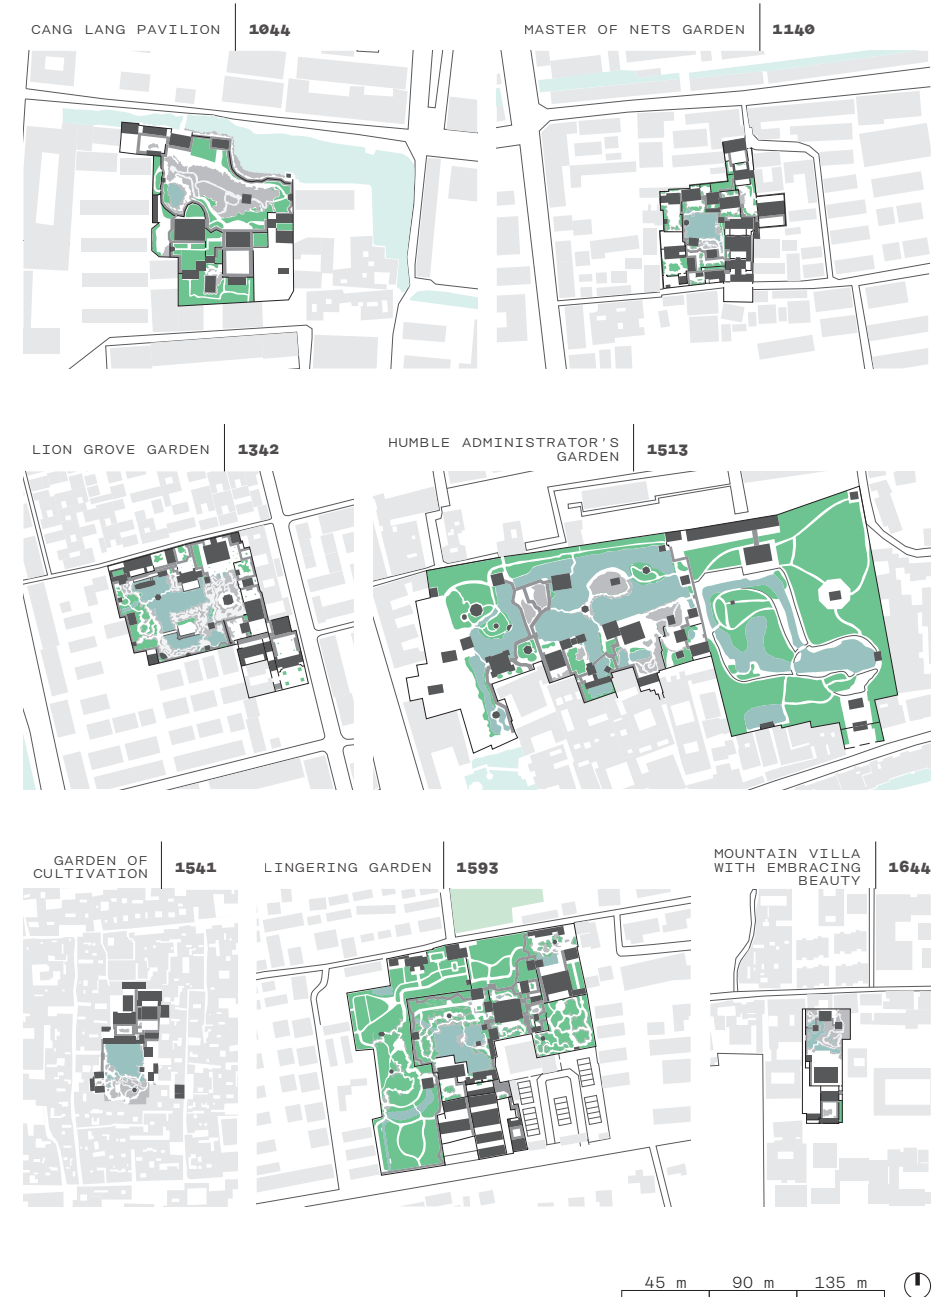 CANG LANG PAVILION 1044
MASTER OF NETS GARDEN 1140
LION GROVE GARDEN 1342
HUMBLE ADMINISTRATOR'S
GARDEN 1513
GARDEN OF
CULTIVATION 1541
LINGERING GARDEN 1593
MOUNTAIN VILLA
WITH EMBRACING
BEAUTY 1644
45 m 90 m 135 m